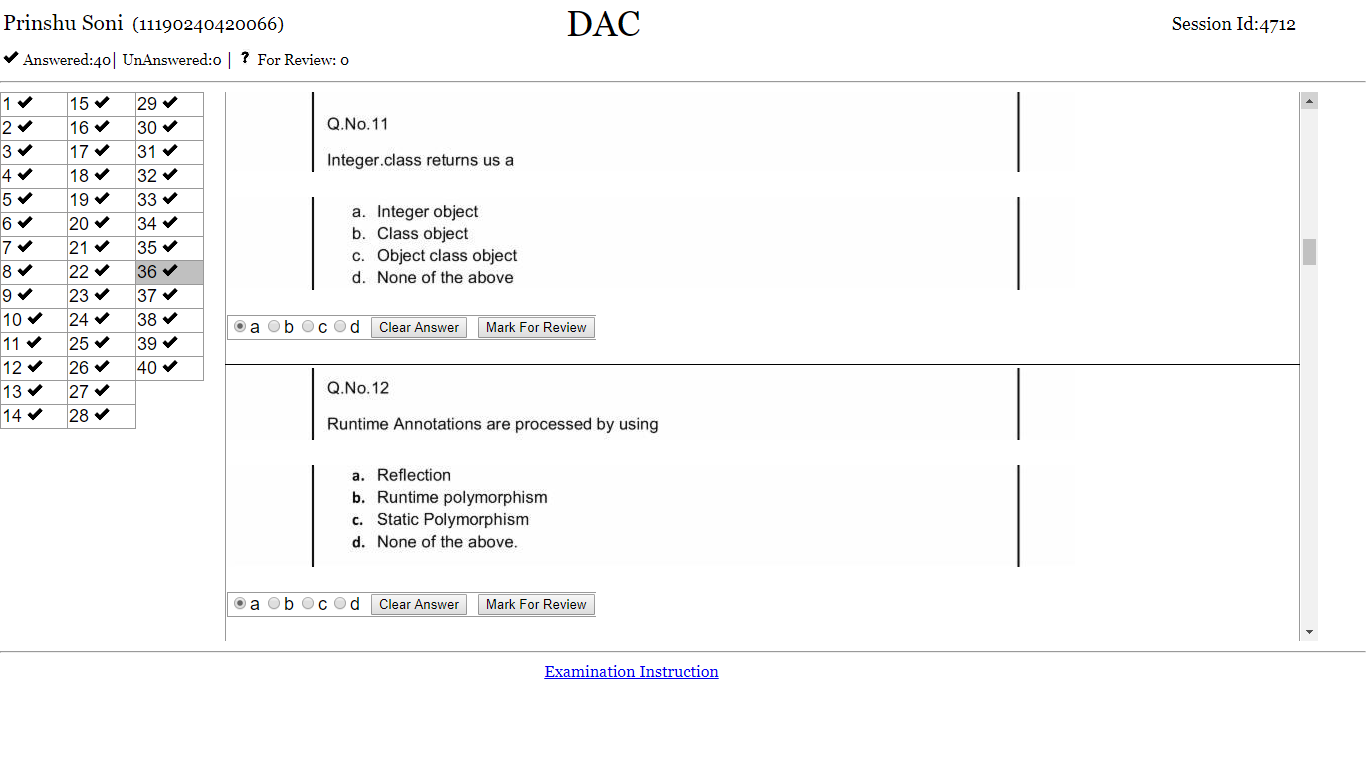 Prinshu Soni (11190240420066)
DAC
Session Id:4712
✔ Answered:40| UnAnswered:0 | ? For Review: 0
1 ✔ 15 ✔ 29 ✔
2 ✔ 16 ✔ 30 ✔
3 ✔ 17 ✔ 31 ✔
4 ✔ 18 ✔ 32 ✔
5 ✔ 19 ✔ 33 ✔
6 ✔ 20 ✔ 34 ✔
7 ✔ 21 ✔ 35 ✔
8 ✔ 22 ✔ 36 ✔
9 ✔ 23 ✔ 37 ✔
10 ✔ 24 ✔ 38 ✔
11 ✔ 25 ✔ 39 ✔
12 ✔ 26 ✔ 40 ✔
13 ✔ 27 ✔
14 ✔ 28 ✔
Q.No.11
Integer.class returns us a
a. Integer object
b. Class object
c. Object class object
d. None of the above
a b c d Clear Answer Mark For Review
Q.No.12
Runtime Annotations are processed by using
a. Reflection
b. Runtime polymorphism
c. Static Polymorphism
d. None of the above.
a b c d Clear Answer Mark For Review
Examination Instruction